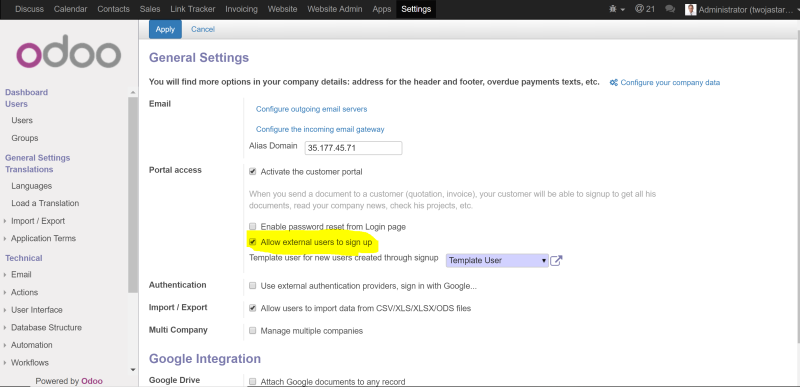 Discuss Calendar Contacts Sales Link Tracker Invoicing Website Website Admin Apps Settings @ 21 Administrator (twojastar...
Apply Cancel
odoo
Dashboard
Users
Users
Groups
General Settings
Translations
Languages
Load a Translation
Import / Export
Application Terms
Technical
Email
Actions
User Interface
Database Structure
Automation
Workflows
Powered by Odoo
General Settings
You will find more options in your company details: address for the header and footer, overdue payments texts, etc. Configure your company data
Email
Configure outgoing email servers
Configure the incoming email gateway
Alias Domain 35.177.45.71
Portal access
Activate the customer portal
When you send a document to a customer (quotation, invoice), your customer will be able to signup to get all his
documents, read your company news, check his projects, etc.
Enable password reset from Login page
Allow external users to sign up
Template user for new users created through signup Template User
Authentication Use external authentication providers, sign in with Google...
Import / Export Allow users to import data from CSV/XLS/XLSX/ODS files
Multi Company Manage multiple companies
Google Integration
Google Drive Attach Google documents to any record